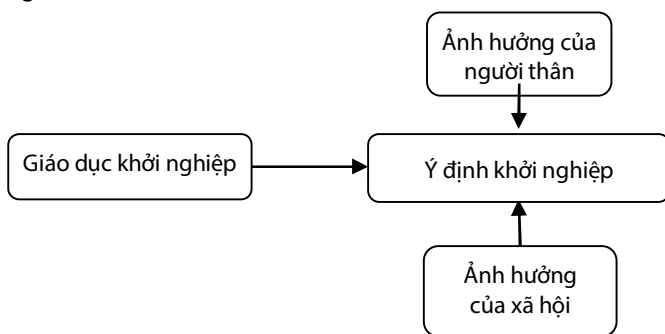 Ảnh hưởng của
người thân
Giáo dục khởi nghiệp
Ý định khởi nghiệp
Ảnh hưởng
của xã hội